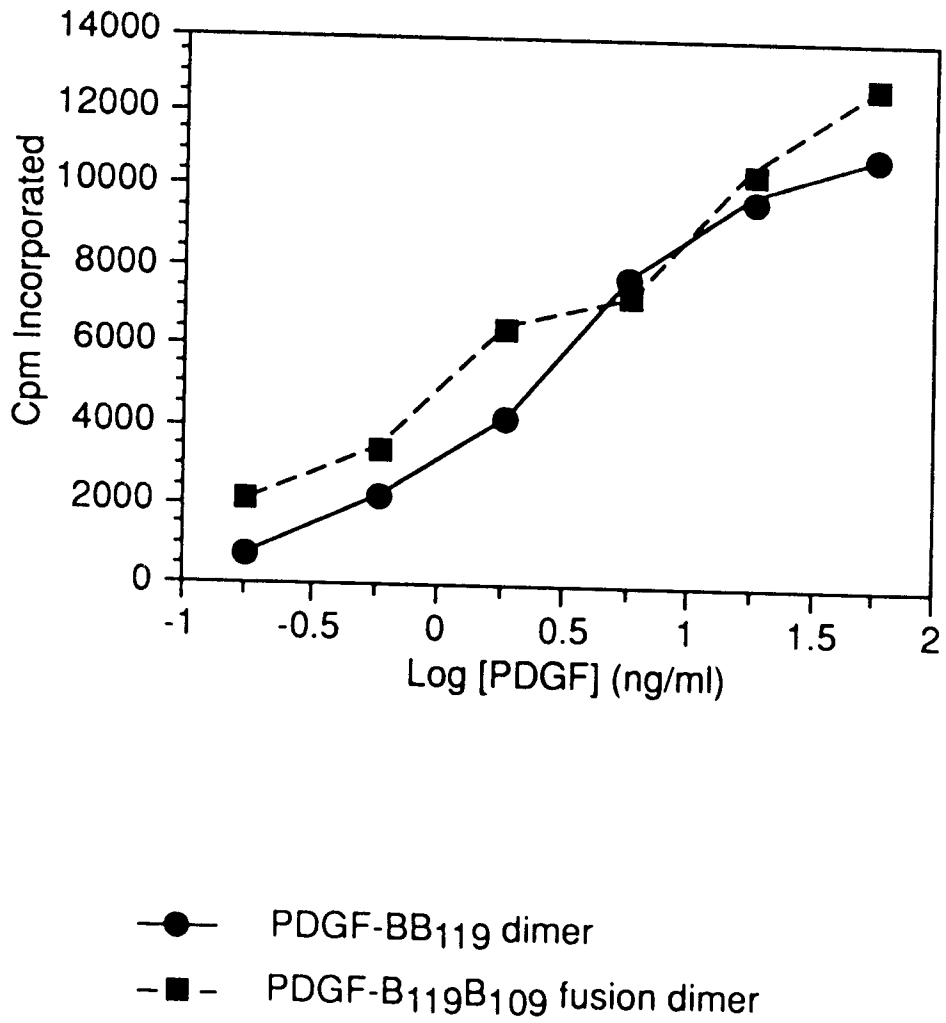 14000
12000
10000
8000
6000
4000
2000
0
Cpm Incorporated
-1 -0.5 0 0.5 1 1.5 2
Log [PDGF] (ng/ml)
PDGF-BB119 dimer
PDGF-B119B109 fusion dimer